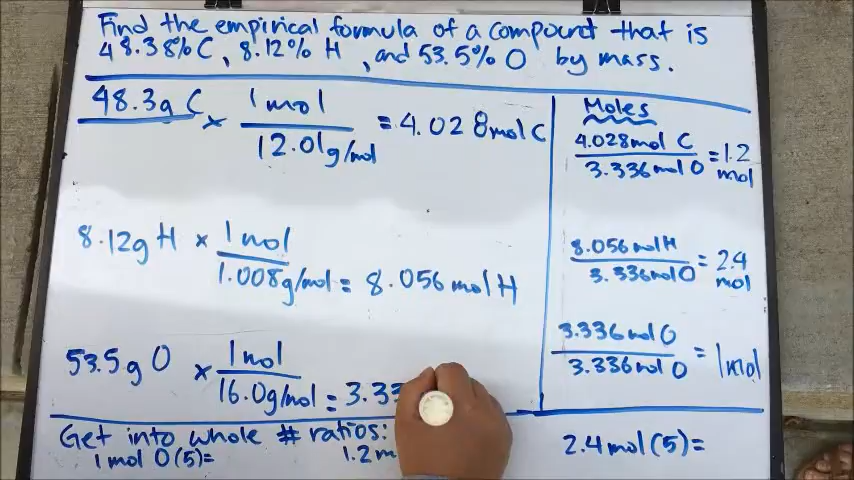 Find the empirical formula of a compound that is
48.38% C, 8.12% H, and 53.5% O by mass.
48.3g C x 1 mol / 12.01g/mol = 4.028 mol C
8.12g H x 1 mol / 1.008g/mol = 8.056 mol H
53.5g O x 1 mol / 16.0g/mol = 3.33
Moles
4.028 mol C / 3.336 mol O = 1.2 mol
8.056 mol H / 3.336 mol O = 2.4 mol
3.336 mol O / 3.336 mol O = 1 mol
Get into whole # ratios:
1 mol O (5)= 1.2 m 2.4 mol (5)=